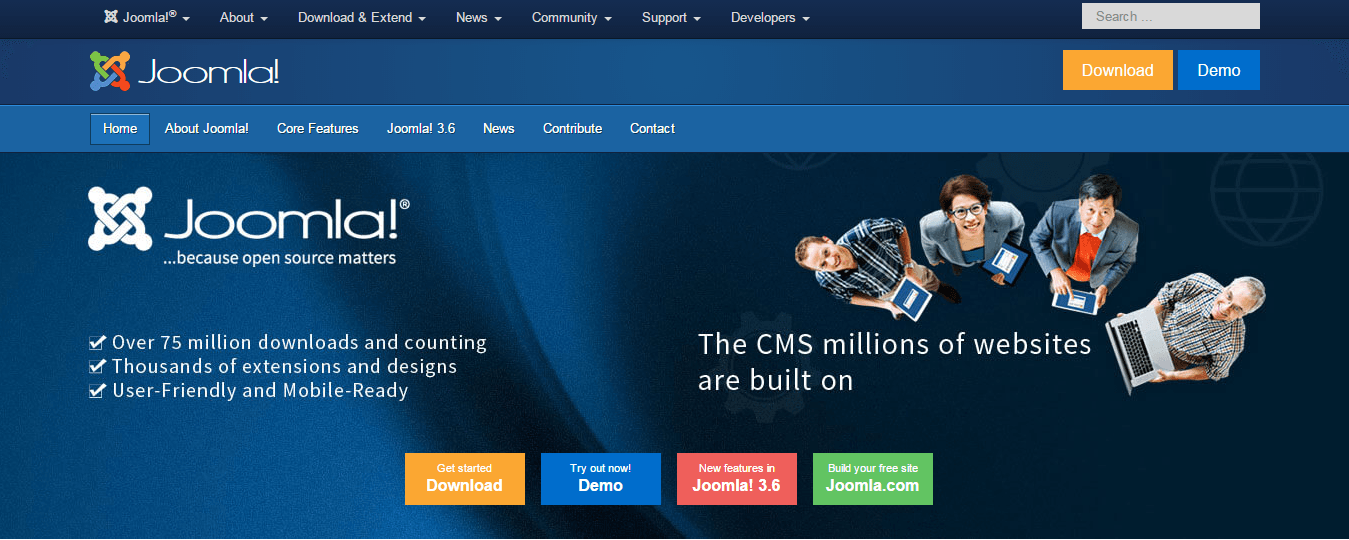 Joomla!® About Download & Extend News Community Support Developers Search ...
Joomla! Download Demo
Home About Joomla! Core Features Joomla! 3.6 News Contribute Contact
Joomla!®
...because open source matters
Over 75 million downloads and counting
Thousands of extensions and designs
User-Friendly and Mobile-Ready
The CMS millions of websites
are built on
Get started
Download
Try out now!
Demo
New features in
Joomla! 3.6
Build your free site
Joomla.com